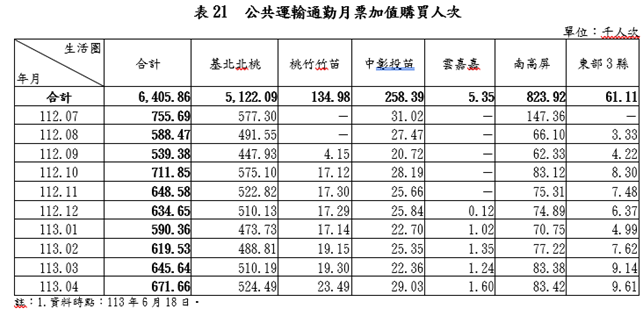 表 21　公共運輸通勤月票加值購買人次
單位：千人次
生活圈 年月 合計 基北北桃 桃竹竹苗 中彰投苗 雲嘉嘉 南高屏 東部 3 縣
合計 6,405.86 5,122.09 134.98 258.39 5.35 823.92 61.11
112.07 755.69 577.30 — 31.02 — 147.36 —
112.08 588.47 491.55 — 27.47 — 66.10 3.33
112.09 539.38 447.93 4.15 20.72 — 62.33 4.22
112.10 711.85 575.10 17.12 28.19 — 83.12 8.30
112.11 648.58 522.82 17.30 25.66 — 75.31 7.48
112.12 634.65 510.13 17.29 25.84 0.12 74.89 6.37
113.01 590.36 473.73 17.14 22.70 1.02 70.75 4.99
113.02 619.53 488.81 19.15 25.35 1.35 77.22 7.62
113.03 645.64 510.19 19.30 22.36 1.24 83.38 9.14
113.04 671.66 524.49 23.49 29.03 1.60 83.42 9.61
註：1.資料時點：113 年 6 月 18 日。